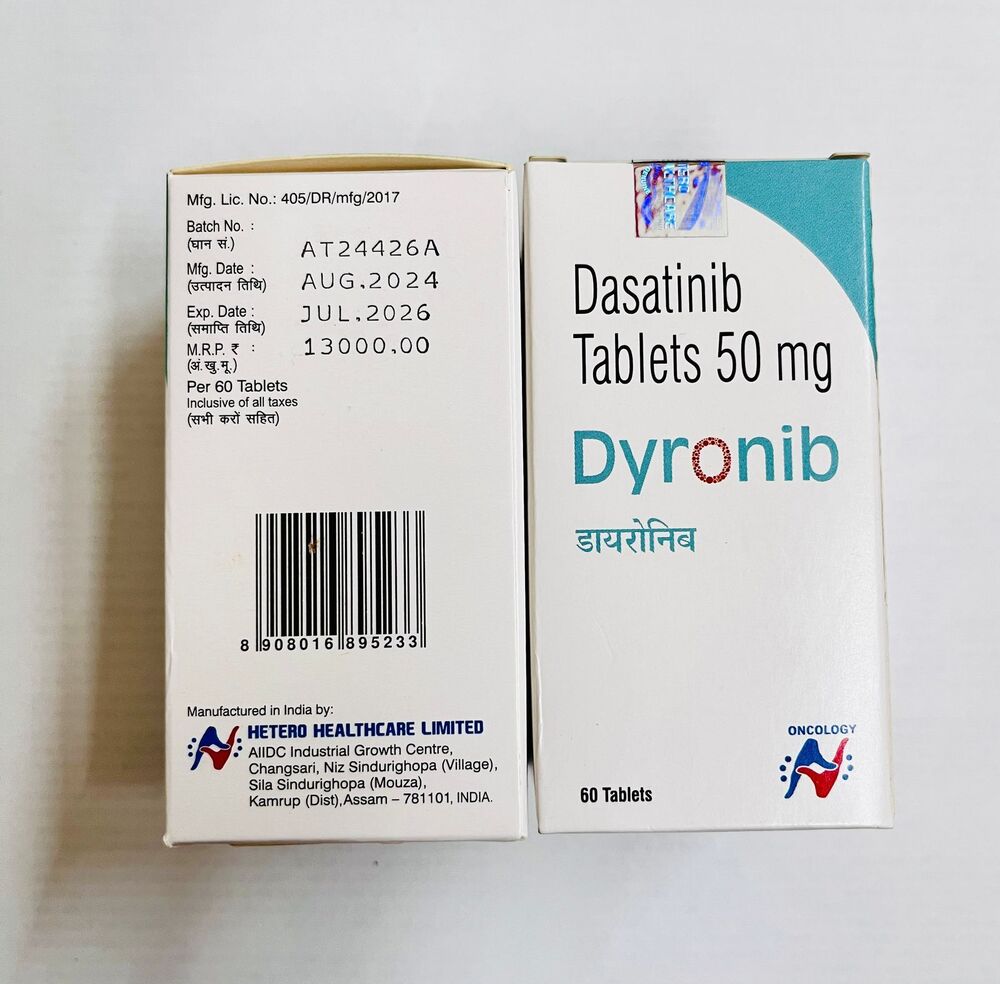 Mfg. Lic. No.: 405/DR/mfg/2017
Batch No. :
(घान सं.)
AT24426A
Mfg. Date :
(उत्पादन तिथि)
AUG.2024
Exp. Date :
(समाप्ति तिथि)
JUL.2026
M.R.P. ₹ :
(अं.खु.मू.)
13000.00
Per 60 Tablets
Inclusive of all taxes
(सभी करों सहित)
8 908016 895233
Manufactured in India by:
HETERO HEALTHCARE LIMITED
AIIDC Industrial Growth Centre,
Changsari, Niz Sindurighopa (Village),
Sila Sindurighopa (Mouza),
Kamrup (Dist),Assam – 781101, INDIA.
Dasatinib
Tablets 50 mg
Dyronib
डायरोनिब
ONCOLOGY
60 Tablets